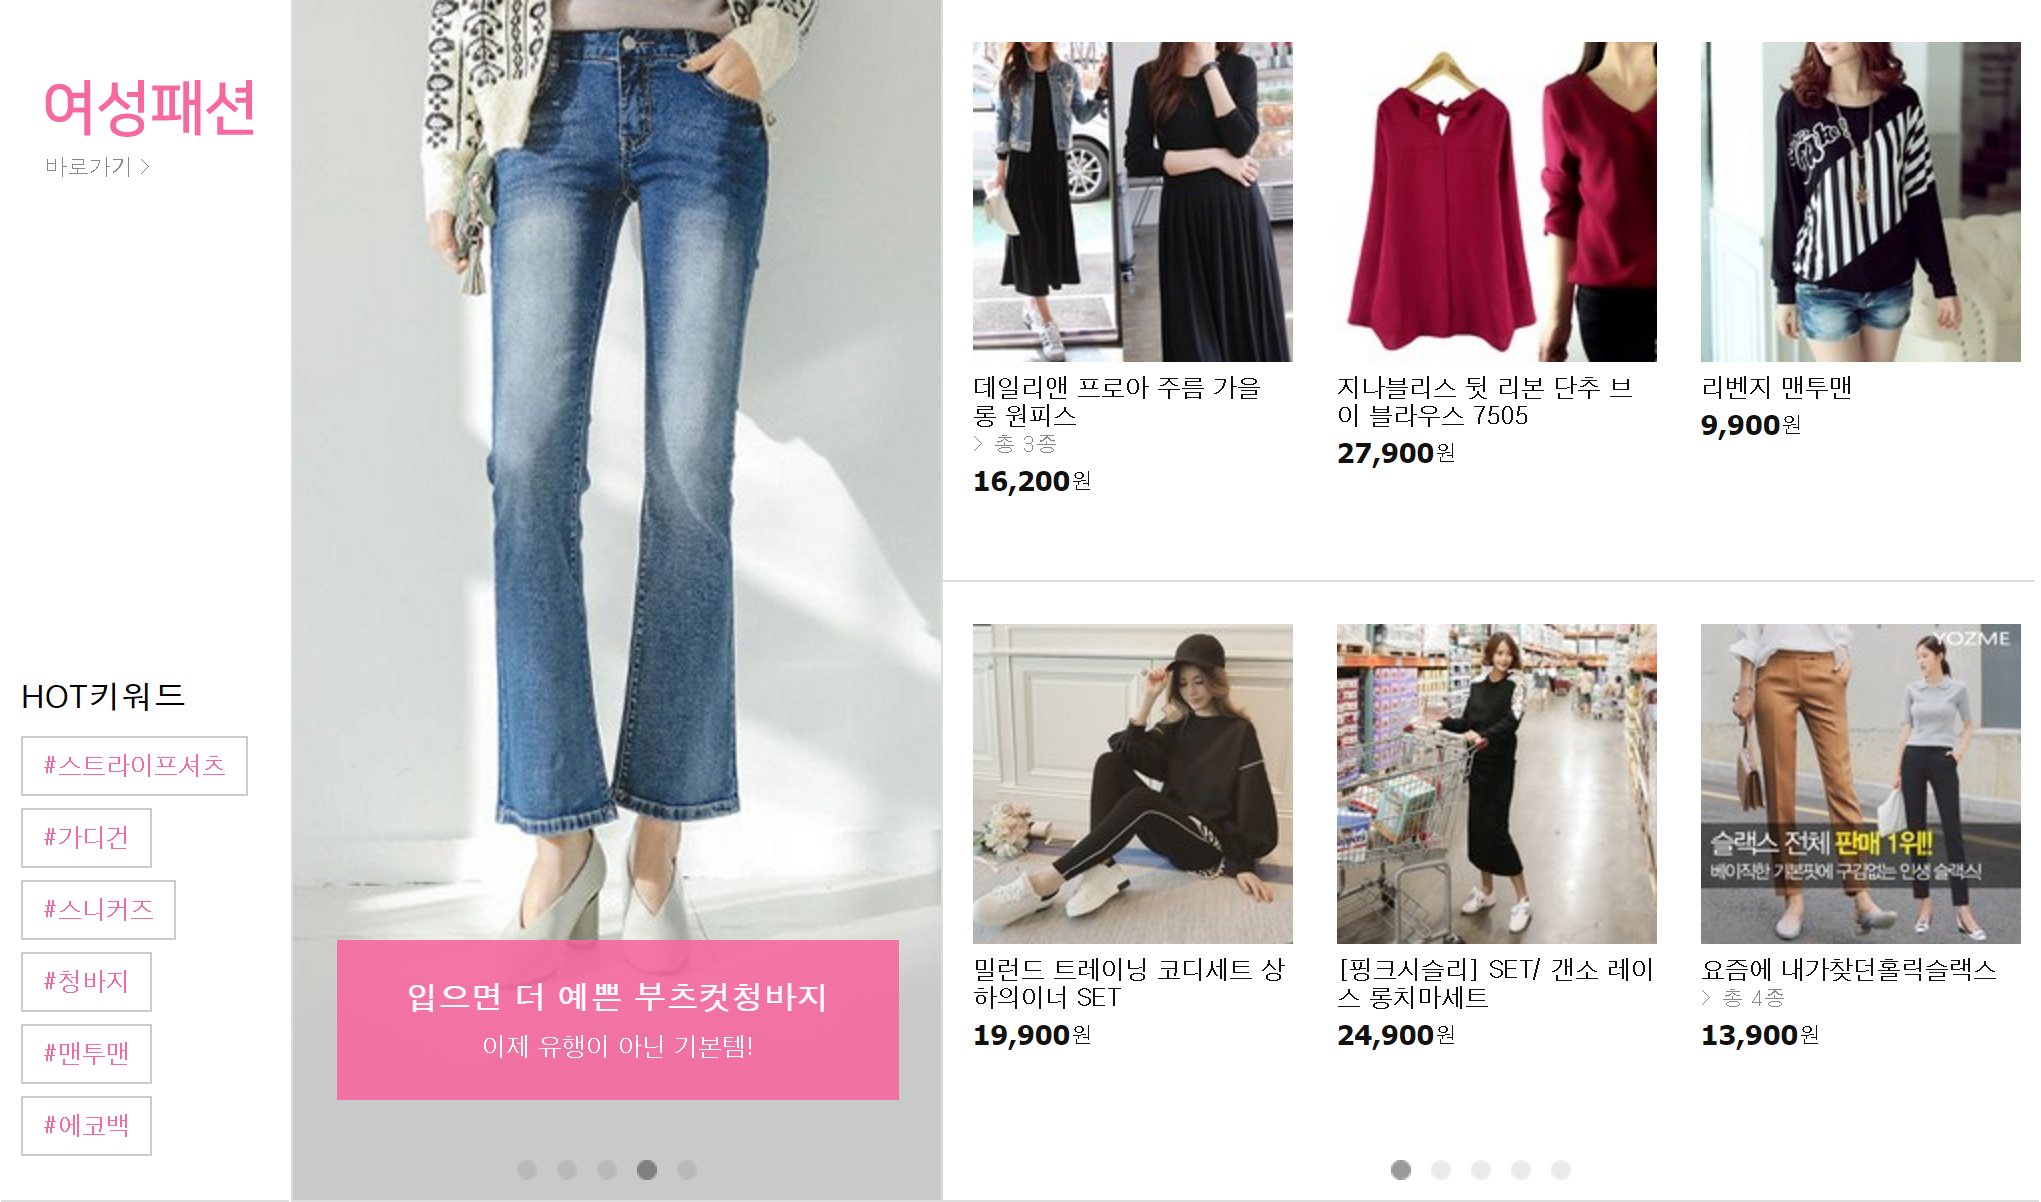 여성패션
바로가기 >
HOT키워드
#스트라이프셔츠
#가디건
#스니커즈
#청바지
#맨투맨
#에코백
입으면 더 예쁜 부츠컷청바지
이제 유행이 아닌 기본템!
데일리앤 프로아 주름 가을
롱 원피스
> 총 3종
16,200원
지나블리스 뒷 리본 단추 브
이 블라우스 7505
27,900원
리벤지 맨투맨
9,900원
밀런드 트레이닝 코디세트 상
하의이너 SET
19,900원
[핑크시슬리] SET/ 갠소 레이
스 롱치마세트
24,900원
YOZME
슬랙스 전체 판매 1위!!
베이직한 기본핏에 구김없는 인생 슬랙스!
요즘에 내가찾던홀릭슬랙스
> 총 4종
13,900원